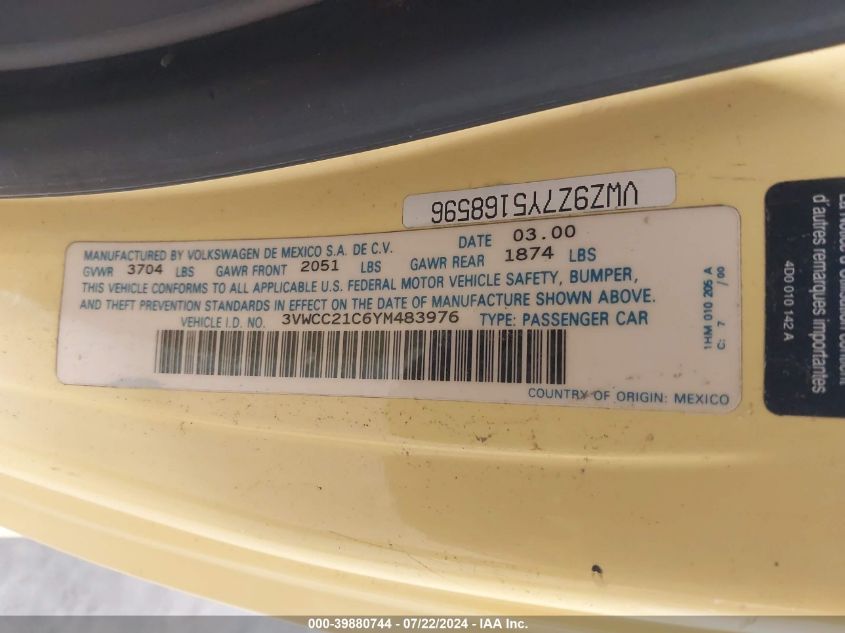 VWZ9Z7Y5168596
MANUFACTURED BY VOLKSWAGEN DE MEXICO S.A. DE C.V. DATE 03.00
GVWR 3704 LBS GAWR FRONT 2051 LBS GAWR REAR 1874 LBS
THIS VEHICLE CONFORMS TO ALL APPLICABLE U.S. FEDERAL MOTOR VEHICLE SAFETY, BUMPER,
AND THEFT PREVENTION STANDARDS IN EFFECT ON THE DATE OF MANUFACTURE SHOWN ABOVE.
VEHICLE I.D. NO. 3VWCC21C6YM483976 TYPE: PASSENGER CAR
COUNTRY OF ORIGIN: MEXICO
1HM 010 205 A
C: 7 / 00
d'autres remarques importantes
4D0 010 142 A
000-39880744 - 07/22/2024 - IAA Inc.